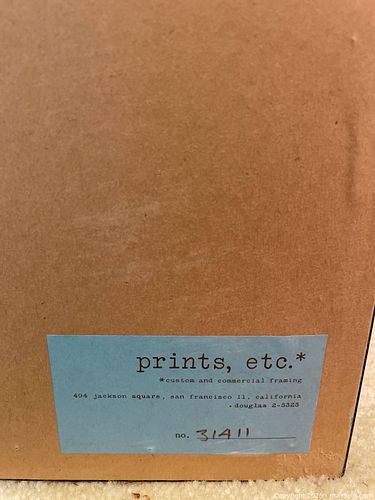 prints, etc.*
*custom and commercial framing
404 jackson square, san francisco 11, california
• douglas 2-5323
no. 31411